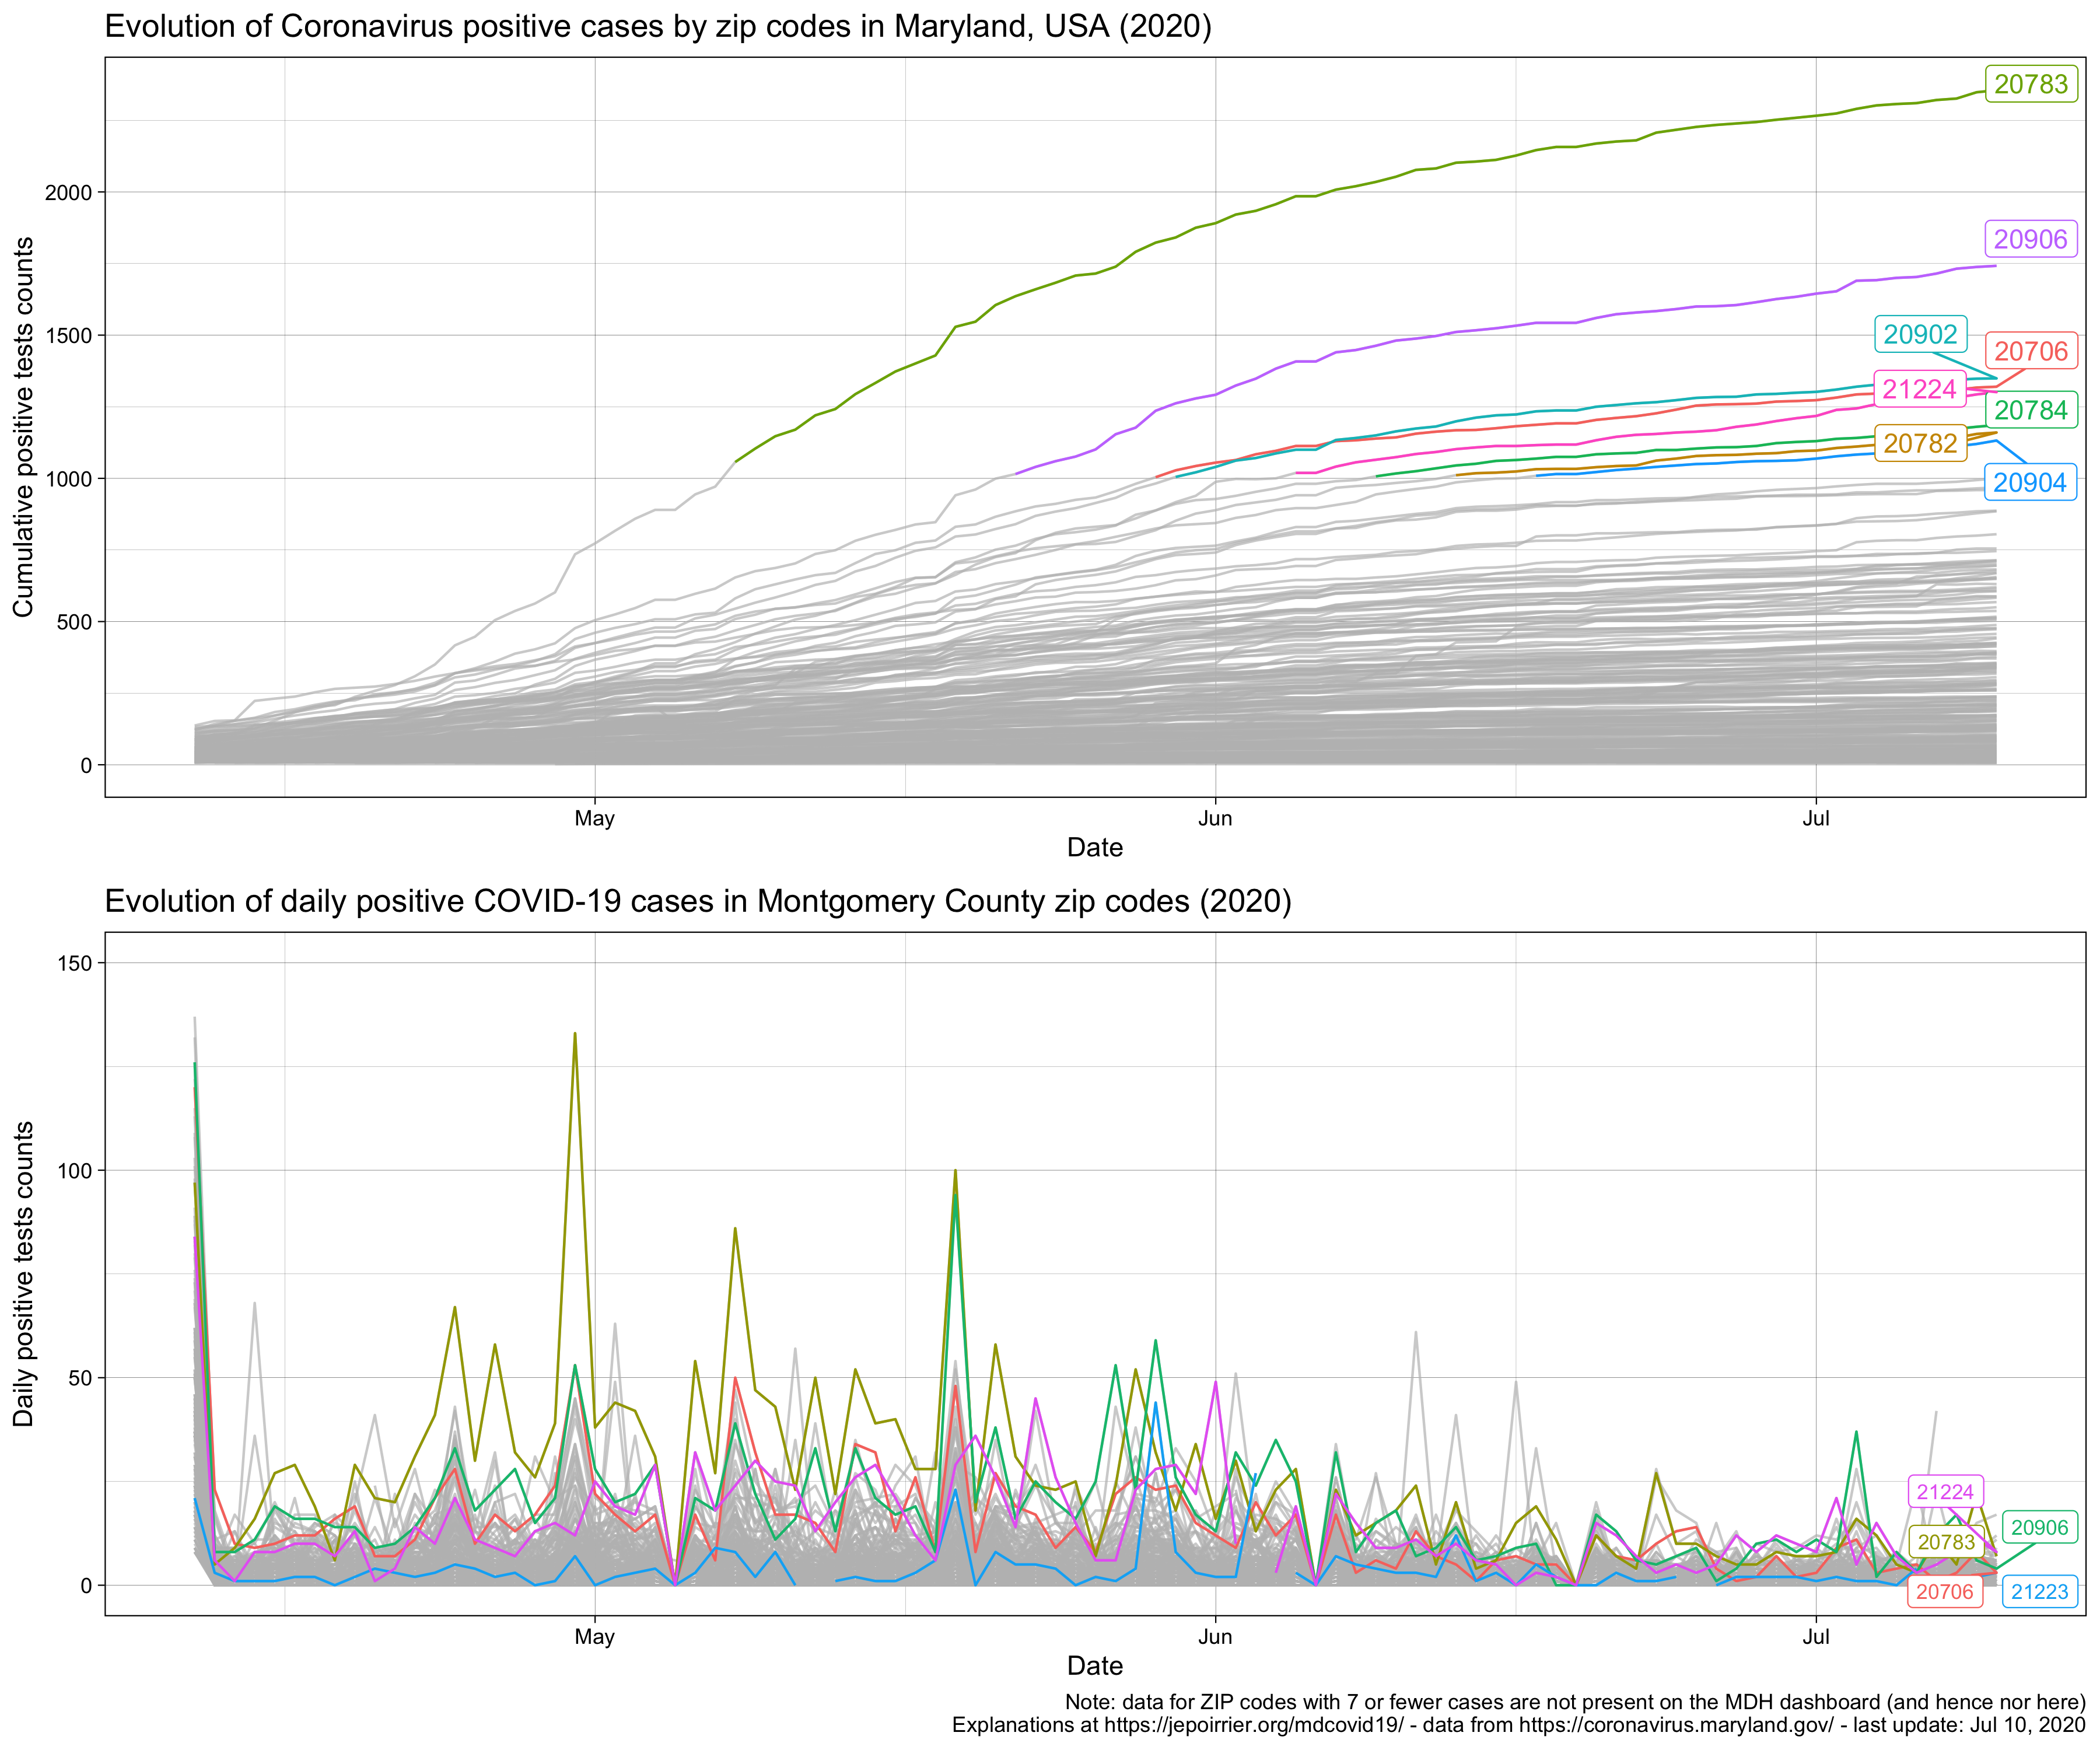 Evolution of Coronavirus positive cases by zip codes in Maryland, USA (2020)
Cumulative positive tests counts
2000
1500
1000
500
0
20783
20906
20902
20706
21224
20784
20782
20904
May
Jun
Jul
Date
Evolution of daily positive COVID-19 cases in Montgomery County zip codes (2020)
Daily positive tests counts
150
100
50
0
21224
20906
20783
20706
21223
May
Jun
Jul
Date
Note: data for ZIP codes with 7 or fewer cases are not present on the MDH dashboard (and hence nor here)
Explanations at https://jepoirrier.org/mdcovid19/ - data from https://coronavirus.maryland.gov/ - last update: Jul 10, 2020